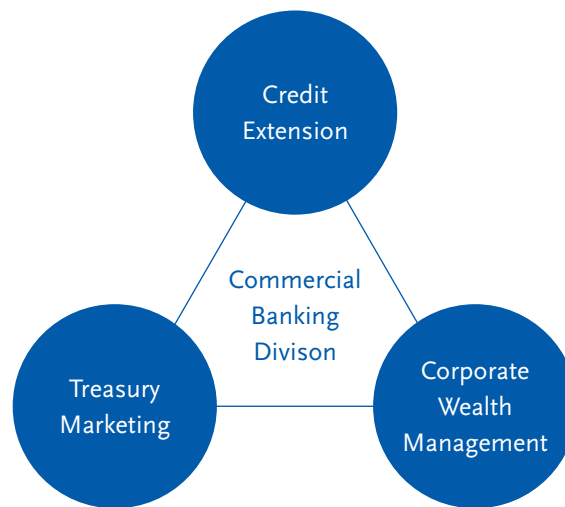 Credit
Extension
Commercial
Banking
Divison
Treasury
Marketing
Corporate
Wealth
Management